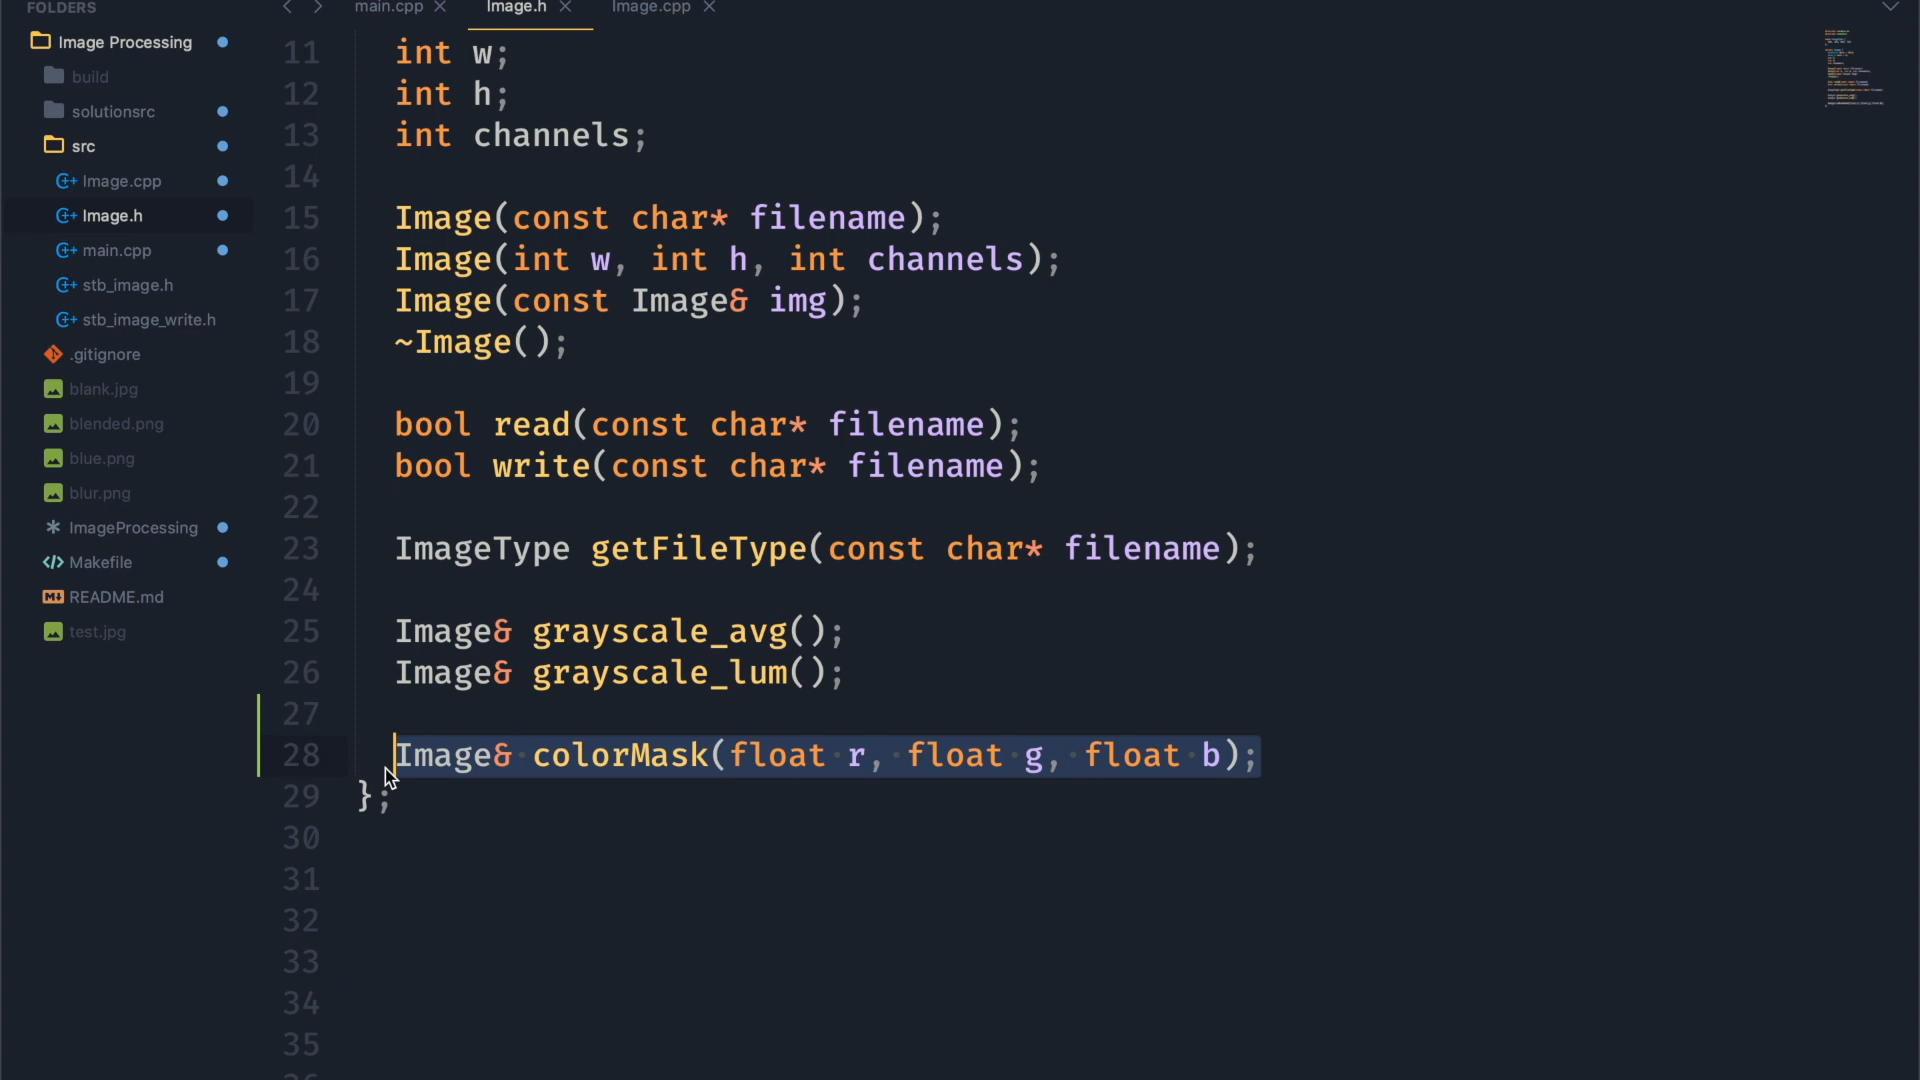 FOLDERS
Image Processing
build
solutionsrc
src
Image.cpp
Image.h
main.cpp
stb_image.h
stb_image_write.h
.gitignore
blank.jpg
blended.png
blue.png
blur.png
ImageProcessing
Makefile
README.md
test.jpg
main.cpp Image.h Image.cpp
11 int w;
12 int h;
13 int channels;
14
15 Image(const char* filename);
16 Image(int w, int h, int channels);
17 Image(const Image& img);
18 ~Image();
19
20 bool read(const char* filename);
21 bool write(const char* filename);
22
23 ImageType getFileType(const char* filename);
24
25 Image& grayscale_avg();
26 Image& grayscale_lum();
27
28 Image& colorMask(float r, float g, float b);
29 };
30
31
32
33
34
35